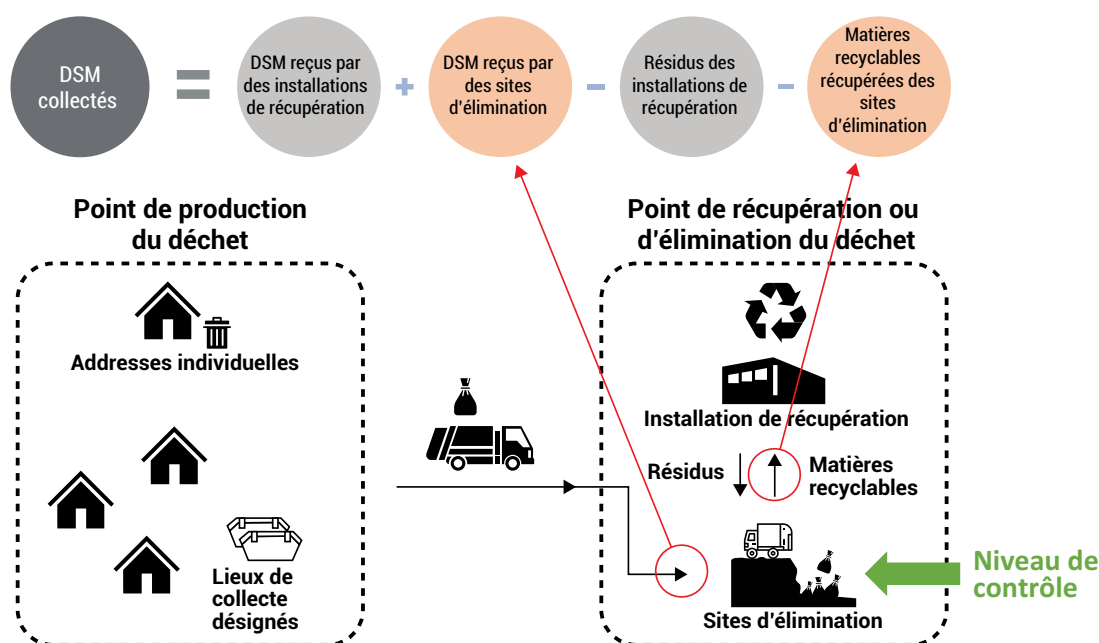 DSM
collectés
=
DSM reçus par
des installations
de récupération
+
DSM reçus par
des sites
d'élimination
–
Résidus des
installations de
récupération
–
Matières
recyclables
récupérées des
sites
d'élimination
Point de production
du déchet
Addresses individuelles
Lieux de
collecte
désignés
Point de récupération ou
d'élimination du déchet
Installation de récupération
Résidus
Matières
recyclables
Sites d'élimination
Niveau de
contrôle